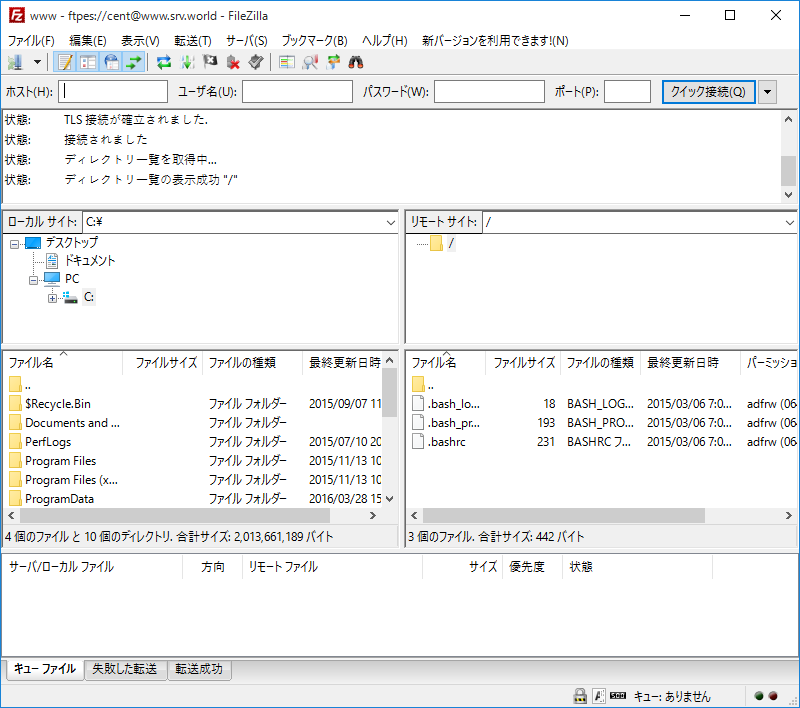 www - ftpes://cent@www.srv.world - FileZilla
ファイル(F) 編集(E) 表示(V) 転送(T) サーバ(S) ブックマーク(B) ヘルプ(H) 新バージョンを利用できます!(N)
ホスト(H): ユーザ名(U): パスワード(W): ポート(P): クイック接続(Q)
状態: TLS 接続が確立されました.
状態: 接続されました
状態: ディレクトリ一覧を取得中...
状態: ディレクトリ一覧の表示成功 "/"
ローカル サイト: C:¥
デスクトップ
ドキュメント
PC
C:
リモート サイト: /
/
ファイル名 ファイルサイズ ファイルの種類 最終更新日時
..
$Recycle.Bin ファイル フォルダー 2015/09/07 11
Documents and ... ファイル フォルダー
PerfLogs ファイル フォルダー 2015/07/10 20
Program Files ファイル フォルダー 2015/11/13 10
Program Files (x... ファイル フォルダー 2015/11/13 10
ProgramData ファイル フォルダー 2016/03/28 15
4 個のファイル と 10 個のディレクトリ. 合計サイズ: 2,013,661,189 バイト
ファイル名 ファイルサイズ ファイルの種類 最終更新日時 パーミッショ
..
.bash_lo... 18 BASH_LOG... 2015/03/06 7:0... adfrw (064
.bash_pr... 193 BASH_PRO... 2015/03/06 7:0... adfrw (064
.bashrc 231 BASHRC フ... 2015/03/06 7:0... adfrw (064
3 個のファイル. 合計サイズ: 442 バイト
サーバ/ローカル ファイル 方向 リモート ファイル サイズ 優先度 状態
キュー ファイル 失敗した転送 転送成功
キュー: ありません